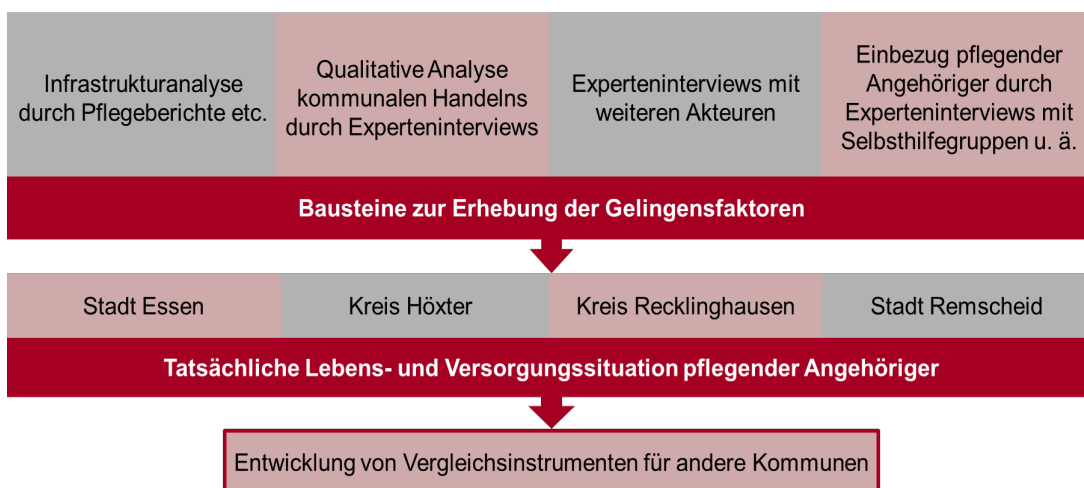 Infrastrukturanalyse
durch Pflegeberichte etc.
Qualitative Analyse
kommunalen Handelns
durch Experteninterviews
Experteninterviews mit
weiteren Akteuren
Einbezug pflegender
Angehöriger durch
Experteninterviews mit
Selbsthilfegruppen u. ä.
Bausteine zur Erhebung der Gelingensfaktoren
Stadt Essen
Kreis Höxter
Kreis Recklinghausen
Stadt Remscheid
Tatsächliche Lebens- und Versorgungssituation pflegender Angehöriger
Entwicklung von Vergleichsinstrumenten für andere Kommunen